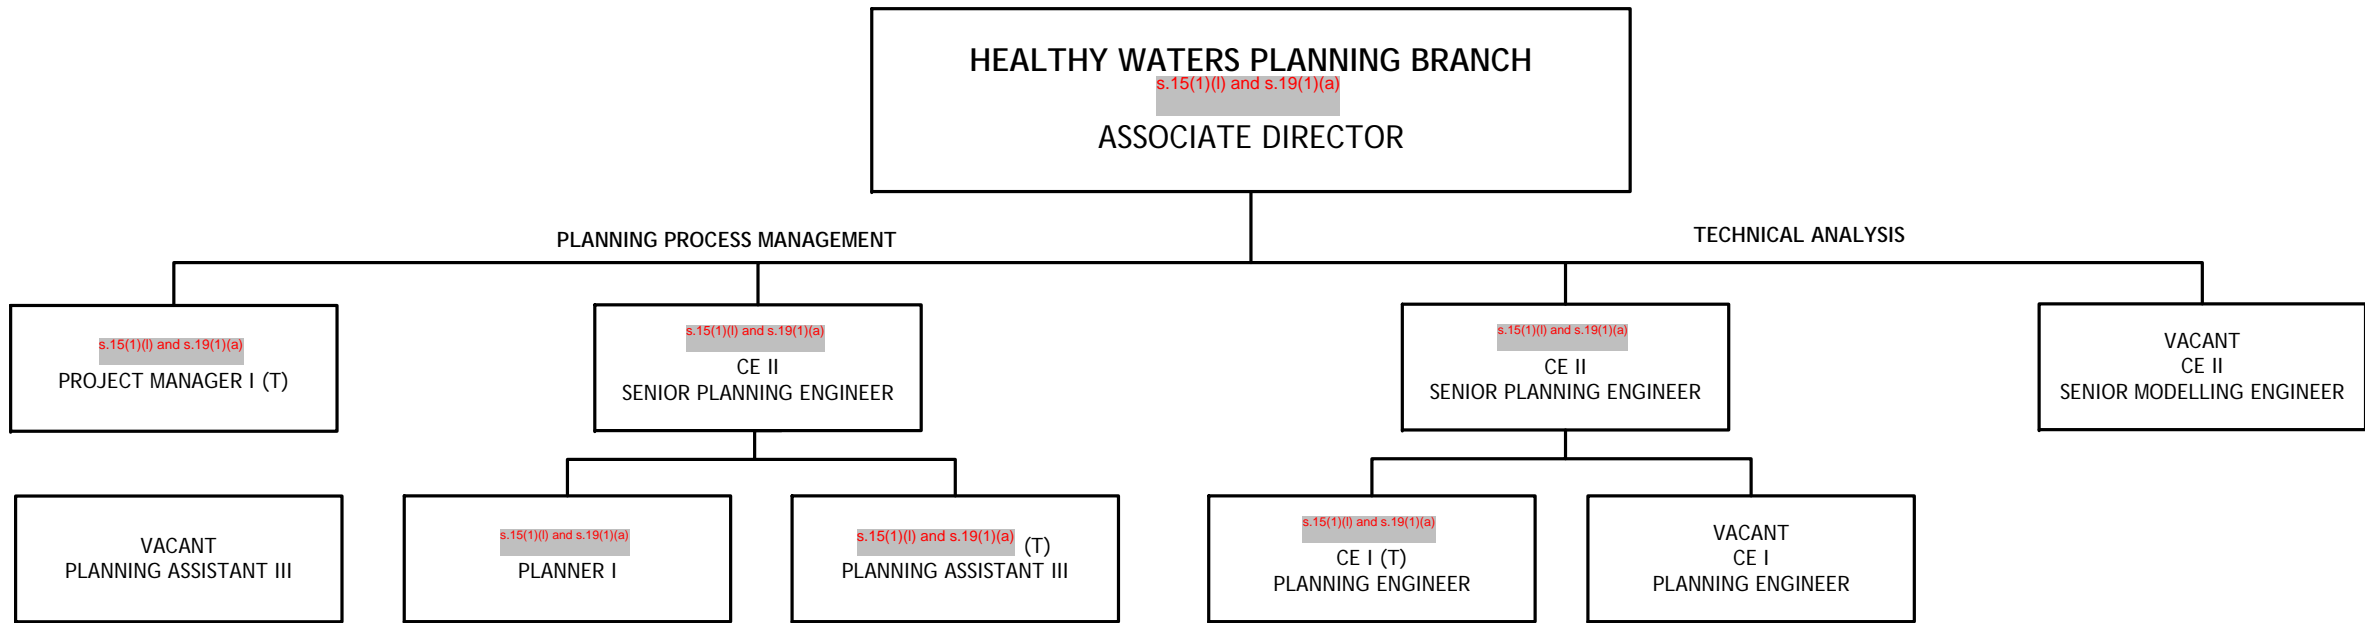 HEALTHY WATERS PLANNING BRANCH
s.15(1)(l) and s.19(1)(a)
ASSOCIATE DIRECTOR
PLANNING PROCESS MANAGEMENT
TECHNICAL ANALYSIS
s.15(1)(l) and s.19(1)(a)
PROJECT MANAGER I (T)
s.15(1)(l) and s.19(1)(a)
CE II
SENIOR PLANNING ENGINEER
s.15(1)(l) and s.19(1)(a)
CE II
SENIOR PLANNING ENGINEER
VACANT
CE II
SENIOR MODELLING ENGINEER
VACANT
PLANNING ASSISTANT III
s.15(1)(l) and s.19(1)(a)
PLANNER I
s.15(1)(l) and s.19(1)(a) (T)
PLANNING ASSISTANT III
s.15(1)(l) and s.19(1)(a)
CE I (T)
PLANNING ENGINEER
VACANT
CE I
PLANNING ENGINEER